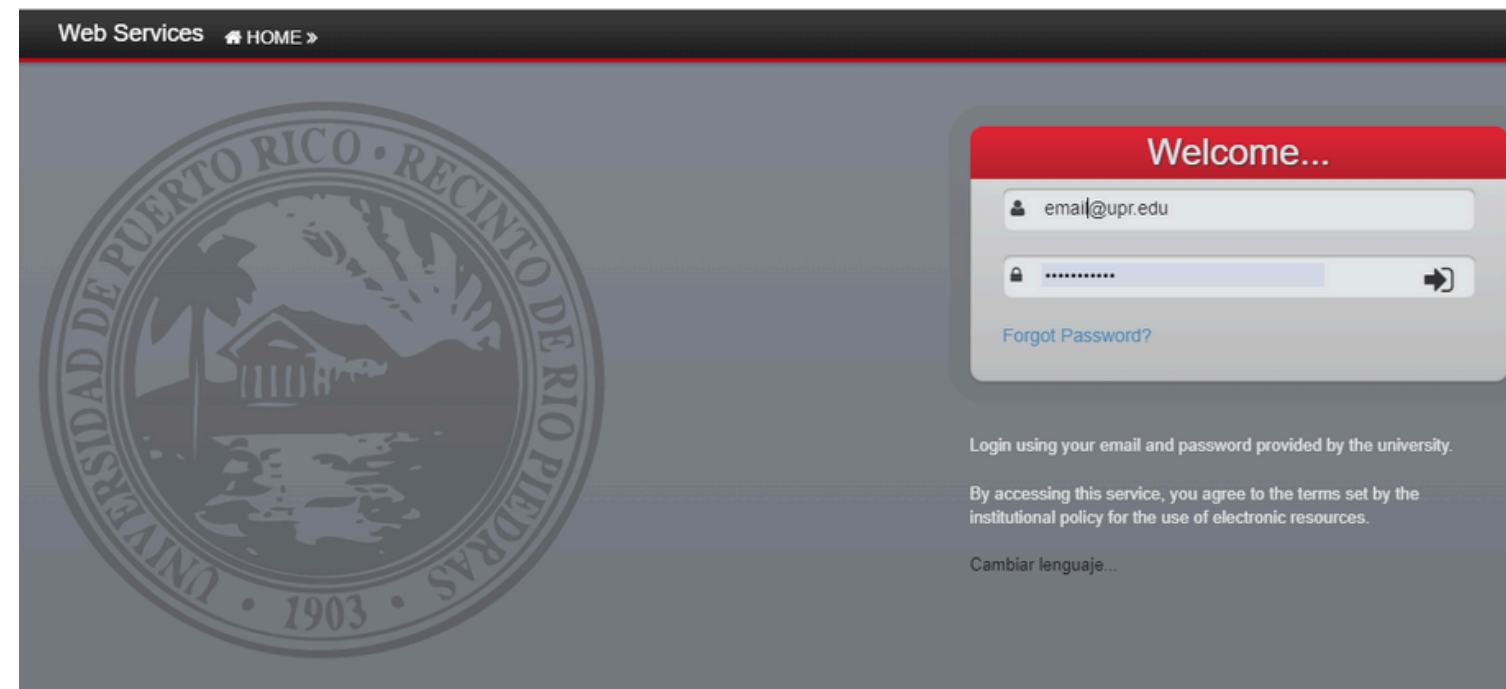 Web Services HOME »
UNIVERSIDAD DE PUERTO RICO • RECINTO DE RIO PIEDRAS
• 1903 •
Welcome...
email@upr.edu
•••••••••••
Forgot Password?
Login using your email and password provided by the university.
By accessing this service, you agree to the terms set by the
institutional policy for the use of electronic resources.
Cambiar lenguaje...